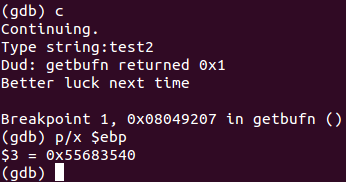 (gdb) c
Continuing.
Type string:test2
Dud: getbufn returned 0x1
Better luck next time

Breakpoint 1, 0x08049207 in getbufn ()
(gdb) p/x $ebp
$3 = 0x55683540
(gdb)